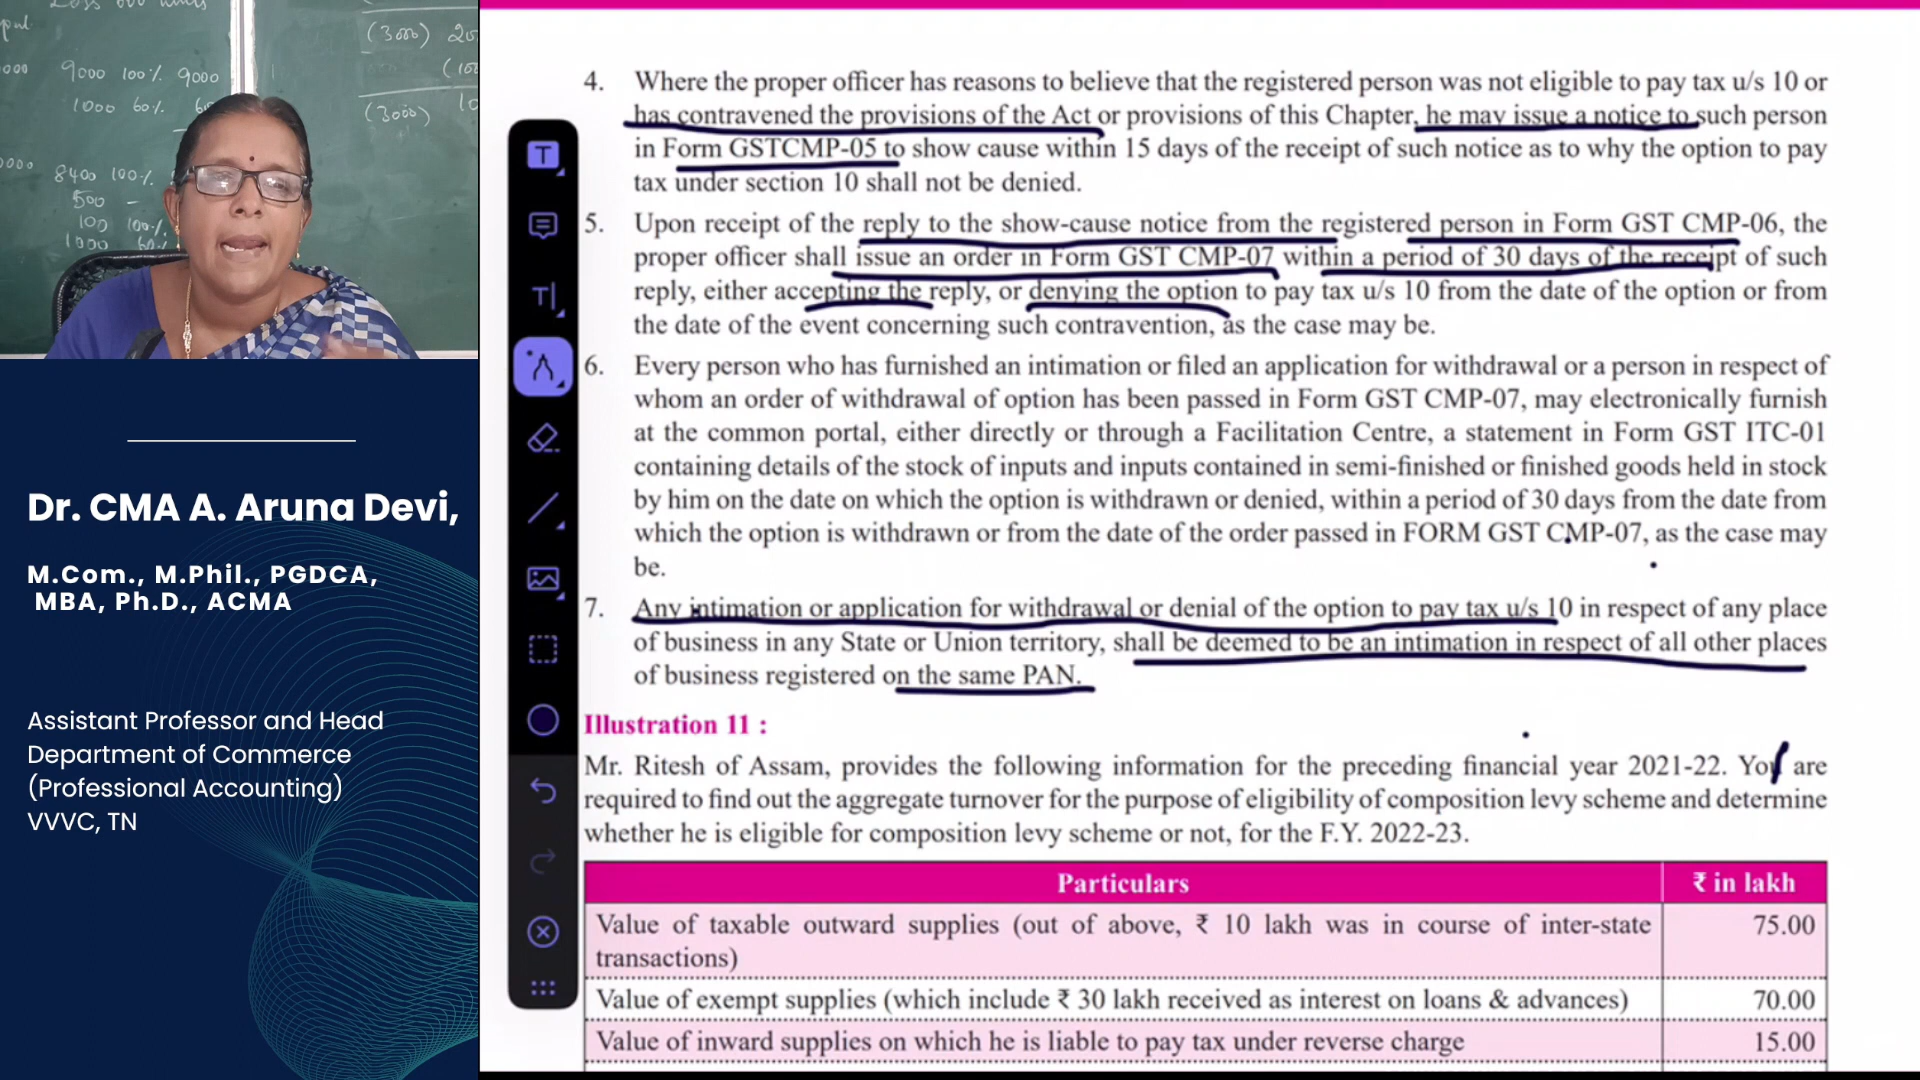 Loss
9000 100% 9000
1000 60%
8400 100%
500 -
100 100%
1000 60%
(3000) 20
(3000) 10
Dr. CMA A. Aruna Devi,
M.Com., M.Phil., PGDCA,
MBA, Ph.D., ACMA
Assistant Professor and Head
Department of Commerce
(Professional Accounting)
VVVC, TN
4. Where the proper officer has reasons to believe that the registered person was not eligible to pay tax u/s 10 or
has contravened the provisions of the Act or provisions of this Chapter, he may issue a notice to such person
in Form GSTCMP-05 to show cause within 15 days of the receipt of such notice as to why the option to pay
tax under section 10 shall not be denied.
5. Upon receipt of the reply to the show-cause notice from the registered person in Form GST CMP-06, the
proper officer shall issue an order in Form GST CMP-07 within a period of 30 days of the receipt of such
reply, either accepting the reply, or denying the option to pay tax u/s 10 from the date of the option or from
the date of the event concerning such contravention, as the case may be.
6. Every person who has furnished an intimation or filed an application for withdrawal or a person in respect of
whom an order of withdrawal of option has been passed in Form GST CMP-07, may electronically furnish
at the common portal, either directly or through a Facilitation Centre, a statement in Form GST ITC-01
containing details of the stock of inputs and inputs contained in semi-finished or finished goods held in stock
by him on the date on which the option is withdrawn or denied, within a period of 30 days from the date from
which the option is withdrawn or from the date of the order passed in FORM GST CMP-07, as the case may
be.
7. Any intimation or application for withdrawal or denial of the option to pay tax u/s 10 in respect of any place
of business in any State or Union territory, shall be deemed to be an intimation in respect of all other places
of business registered on the same PAN.
Illustration 11 :
Mr. Ritesh of Assam, provides the following information for the preceding financial year 2021-22. You are
required to find out the aggregate turnover for the purpose of eligibility of composition levy scheme and determine
whether he is eligible for composition levy scheme or not, for the F.Y. 2022-23.
Particulars ₹ in lakh
Value of taxable outward supplies (out of above, ₹ 10 lakh was in course of inter-state
transactions) 75.00
Value of exempt supplies (which include ₹ 30 lakh received as interest on loans & advances) 70.00
Value of inward supplies on which he is liable to pay tax under reverse charge 15.00